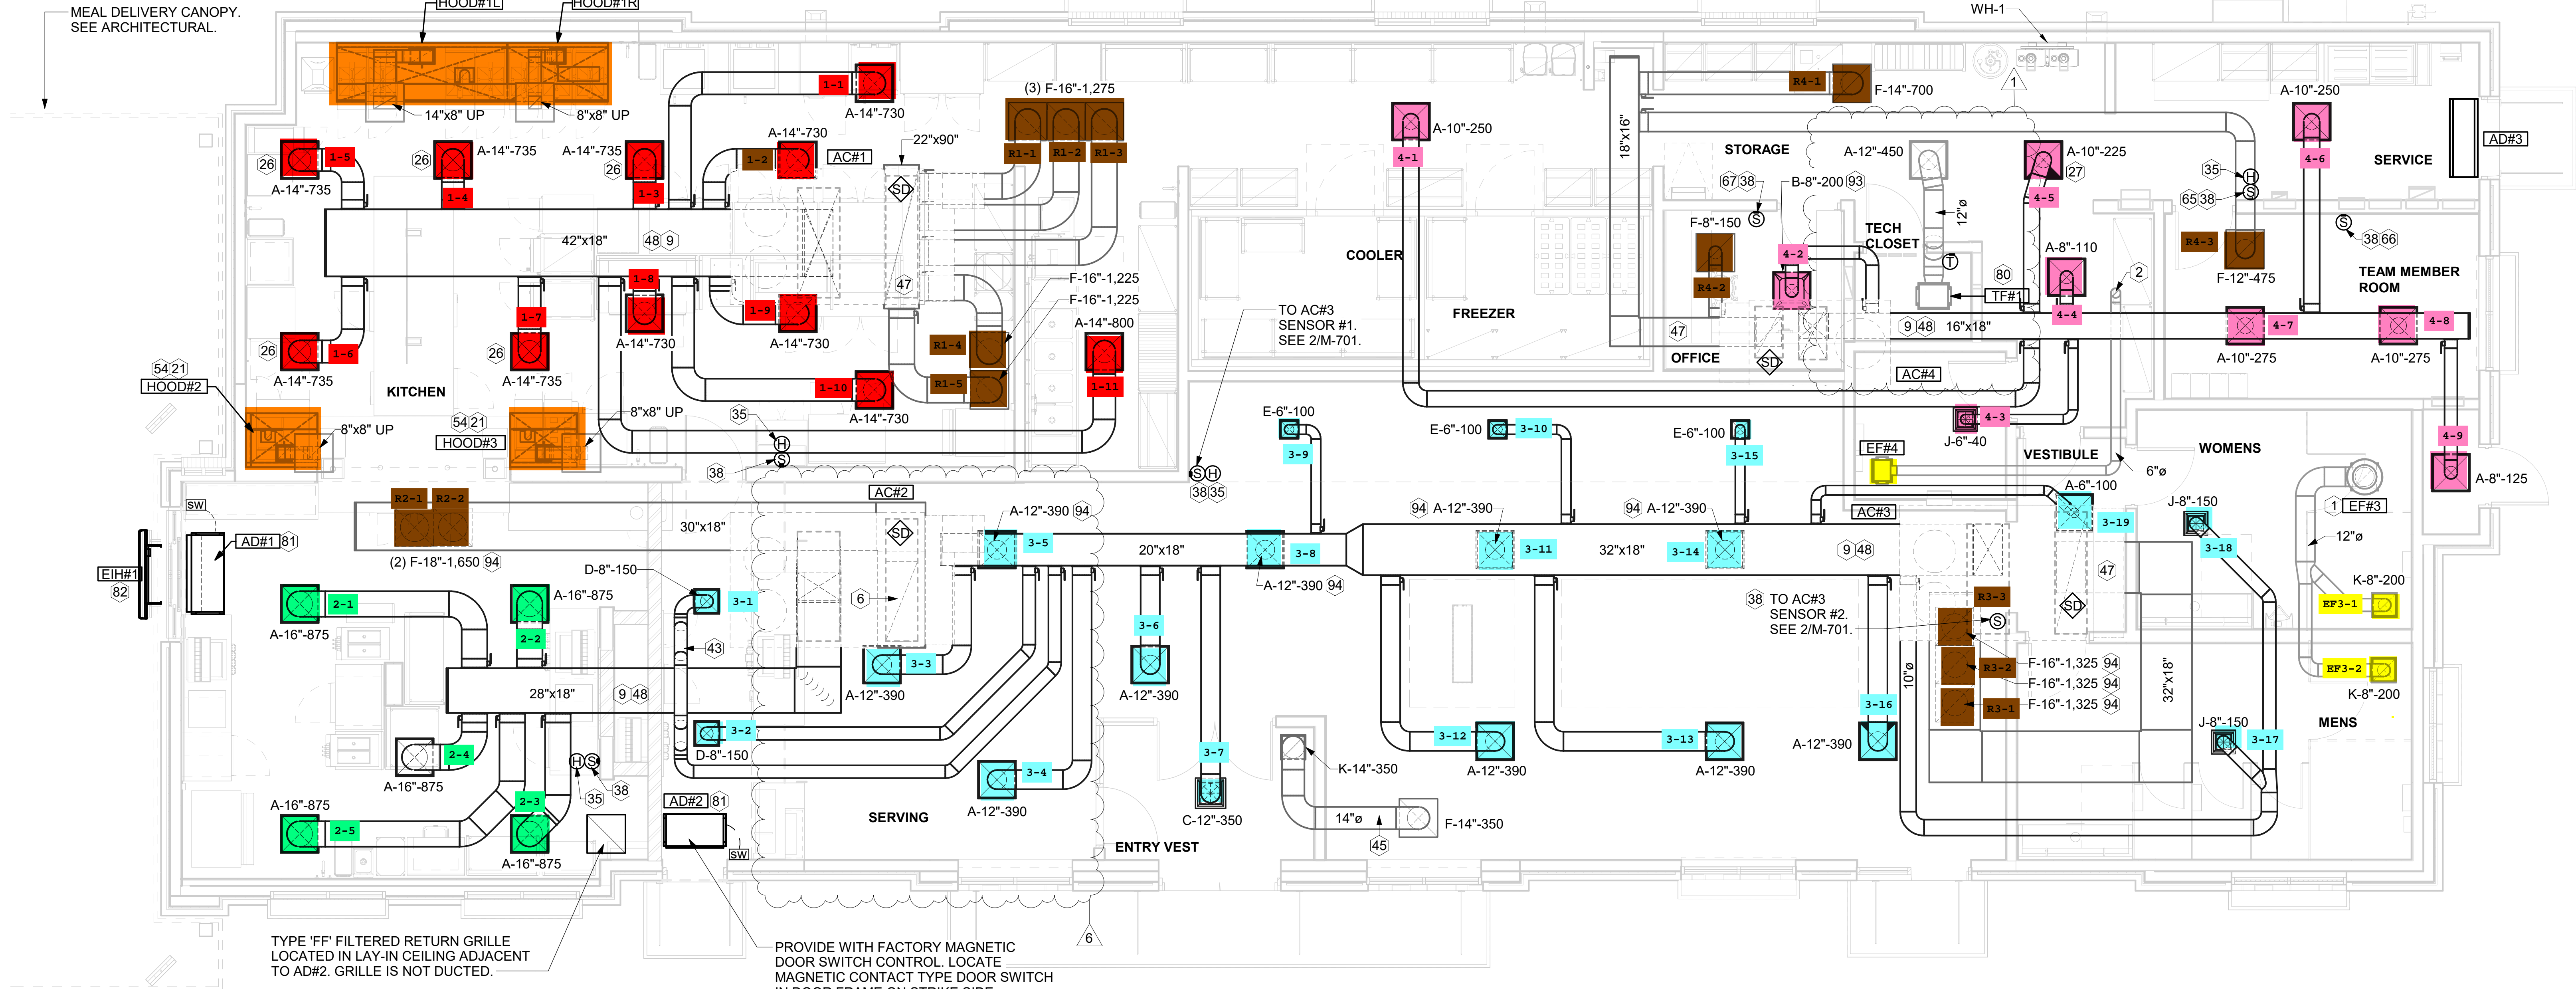 MEAL DELIVERY CANOPY.
SEE ARCHITECTURAL.
HOOD#1L
HOOD#1R
14"x8" UP
8"x8" UP
1-1
A-14"-730
(3) F-16"-1,275
R1-1
R1-2
R1-3
26
1-5
A-14"-735
26
A-14"-735
1-4
A-14"-735
26
1-3
A-14"-730
1-2
AC#1
22"x90"
SD
42"x18"
48
9
47
1-8
A-14"-730
1-9
A-14"-730
F-16"-1,225
F-16"-1,225
R1-4
R1-5
A-14"-800
1-11
26
1-6
A-14"-735
1-7
26
A-14"-735
1-10
A-14"-730
KITCHEN
54
21
HOOD#2
8"x8" UP
54
21
HOOD#3
8"x8" UP
35
H
S
38
COOLER
FREEZER
A-10"-250
4-1
18"x16"
R4-1
F-14"-700
WH-1
1
STORAGE
67
38
S
B-8"-200
93
A-12"-450
12"ø
TECH
CLOSET
T
TF#1
80
F-8"-150
R4-2
4-2
47
OFFICE
SD
AC#4
9
48
16"x18"
A-10"-225
27
4-5
A-8"-110
4-4
2
4-3
J-6"-40
35
H
S
65
38
R4-3
F-12"-475
A-10"-250
4-6
SERVICE
AD#3
S
38
66
TEAM MEMBER
ROOM
4-7
A-10"-275
4-8
A-10"-275
4-9
A-8"-125
WOMENS
VESTIBULE
6"ø
EF#4
TO AC#3
SENSOR #1.
SEE 2/M-701.
S
H
38
35
E-6"-100
3-9
E-6"-100
3-10
E-6"-100
3-15
SW
AD#1
81
EIH#1
82
R2-1
R2-2
(2) F-18"-1,650
94
30"x18"
AC#2
SD
6
A-12"-390
94
3-5
20"x18"
3-8
A-12"-390
94
94
A-12"-390
3-11
32"x18"
94
A-12"-390
3-14
9
48
AC#3
A-6"-100
3-19
47
SD
J-8"-150
3-18
1
EF#3
12"ø
K-8"-200
EF3-1
EF3-2
K-8"-200
MENS
2-1
A-16"-875
A-16"-875
2-2
D-8"-150
3-1
43
28"x18"
9
48
3-3
A-12"-390
3-6
A-12"-390
3-2
D-8"-150
38
TO AC#3
SENSOR #2.
SEE 2/M-701.
S
R3-3
R3-2
R3-1
F-16"-1,325
94
F-16"-1,325
94
F-16"-1,325
94
10"ø
32"x18"
J-8"-150
3-17
2-4
A-16"-875
H
S
35
38
3-4
A-12"-390
3-7
C-12"-350
K-14"-350
14"ø
45
F-14"-350
3-12
A-12"-390
3-13
A-12"-390
3-16
A-12"-390
A-16"-875
2-5
2-3
A-16"-875
AD#2
81
SW
SERVING
ENTRY VEST
6
TYPE 'FF' FILTERED RETURN GRILLE
LOCATED IN LAY-IN CEILING ADJACENT
TO AD#2. GRILLE IS NOT DUCTED.
PROVIDE WITH FACTORY MAGNETIC
DOOR SWITCH CONTROL. LOCATE
MAGNETIC CONTACT TYPE DOOR SWITCH
IN DOOR FRAME ON STRIKE SIDE